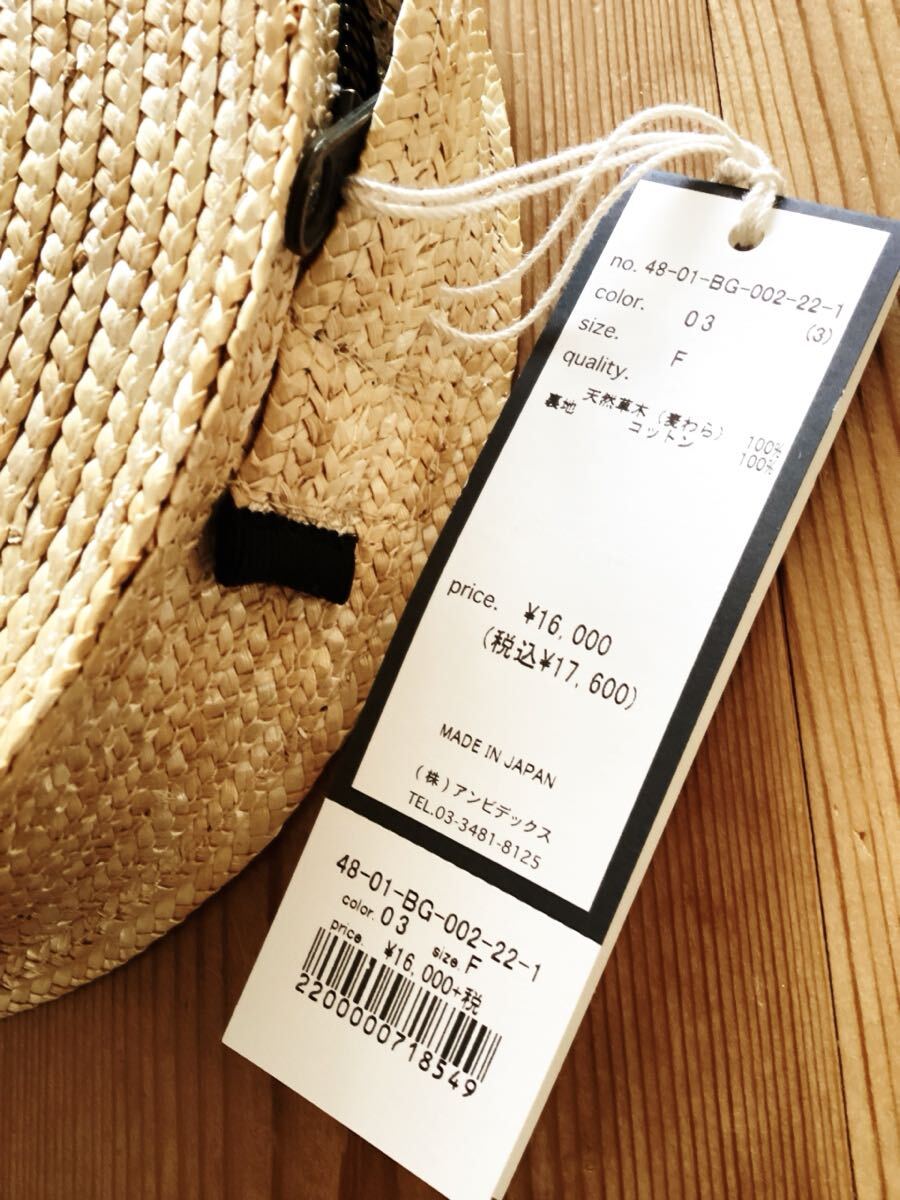 no. 48-01-BG-002-22-1
(3)
color. 03
size. F
quality.
天然草木(麦わら) 100%
裏地 コットン 100%
price. ¥16,000
(税込¥17,600)
MADE IN JAPAN
(株)アンビデックス
TEL.03-3481-8125
48-01-BG-002-22-1
color. 03 size. F
price. ¥16,000+税
2200000718549